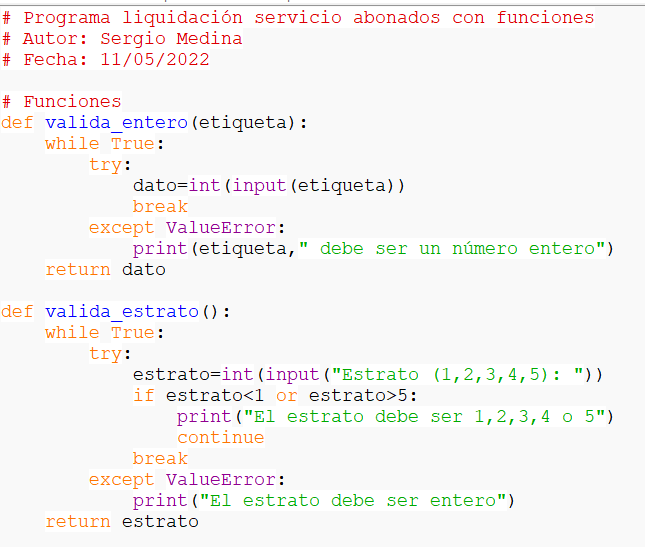 # Programa liquidación servicio abonados con funciones
# Autor: Sergio Medina
# Fecha: 11/05/2022

# Funciones
def valida_entero(etiqueta):
    while True:
        try:
            dato=int(input(etiqueta))
            break
        except ValueError:
            print(etiqueta," debe ser un número entero")
    return dato

def valida_estrato():
    while True:
        try:
            estrato=int(input("Estrato (1,2,3,4,5): "))
            if estrato<1 or estrato>5:
                print("El estrato debe ser 1,2,3,4 o 5")
                continue
            break
        except ValueError:
            print("El estrato debe ser entero")
    return estrato